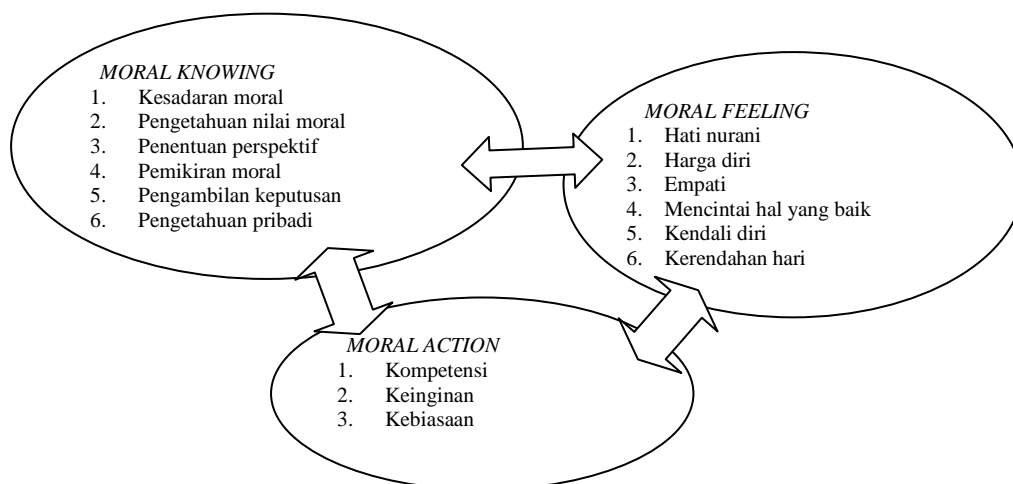 MORAL KNOWING
1. Kesadaran moral
2. Pengetahuan nilai moral
3. Penentuan perspektif
4. Pemikiran moral
5. Pengambilan keputusan
6. Pengetahuan pribadi
MORAL FEELING
1. Hati nurani
2. Harga diri
3. Empati
4. Mencintai hal yang baik
5. Kendali diri
6. Kerendahan hari
MORAL ACTION
1. Kompetensi
2. Keinginan
3. Kebiasaan